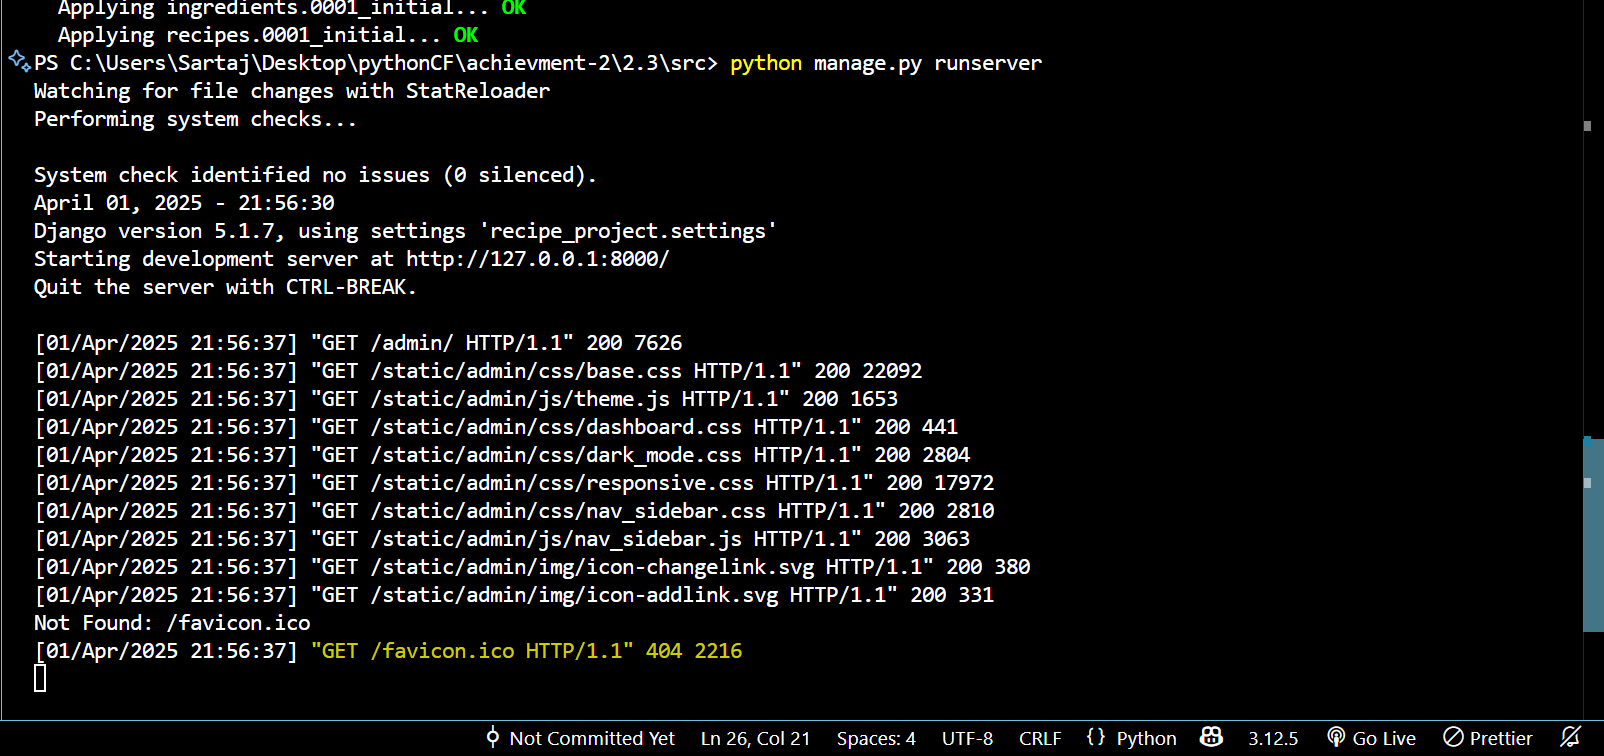 Applying ingredients.0001_initial... OK
Applying recipes.0001_initial... OK
PS C:\Users\Sartaj\Desktop\pythonCF\achievment-2\2.3\src> python manage.py runserver
Watching for file changes with StatReloader
Performing system checks...
System check identified no issues (0 silenced).
April 01, 2025 - 21:56:30
Django version 5.1.7, using settings 'recipe_project.settings'
Starting development server at http://127.0.0.1:8000/
Quit the server with CTRL-BREAK.
[01/Apr/2025 21:56:37] "GET /admin/ HTTP/1.1" 200 7626
[01/Apr/2025 21:56:37] "GET /static/admin/css/base.css HTTP/1.1" 200 22092
[01/Apr/2025 21:56:37] "GET /static/admin/js/theme.js HTTP/1.1" 200 1653
[01/Apr/2025 21:56:37] "GET /static/admin/css/dashboard.css HTTP/1.1" 200 441
[01/Apr/2025 21:56:37] "GET /static/admin/css/dark_mode.css HTTP/1.1" 200 2804
[01/Apr/2025 21:56:37] "GET /static/admin/css/responsive.css HTTP/1.1" 200 17972
[01/Apr/2025 21:56:37] "GET /static/admin/css/nav_sidebar.css HTTP/1.1" 200 2810
[01/Apr/2025 21:56:37] "GET /static/admin/js/nav_sidebar.js HTTP/1.1" 200 3063
[01/Apr/2025 21:56:37] "GET /static/admin/img/icon-changelink.svg HTTP/1.1" 200 380
[01/Apr/2025 21:56:37] "GET /static/admin/img/icon-addlink.svg HTTP/1.1" 200 331
Not Found: /favicon.ico
[01/Apr/2025 21:56:37] "GET /favicon.ico HTTP/1.1" 404 2216
Not Committed Yet Ln 26, Col 21 Spaces: 4 UTF-8 CRLF {} Python 3.12.5 Go Live Prettier